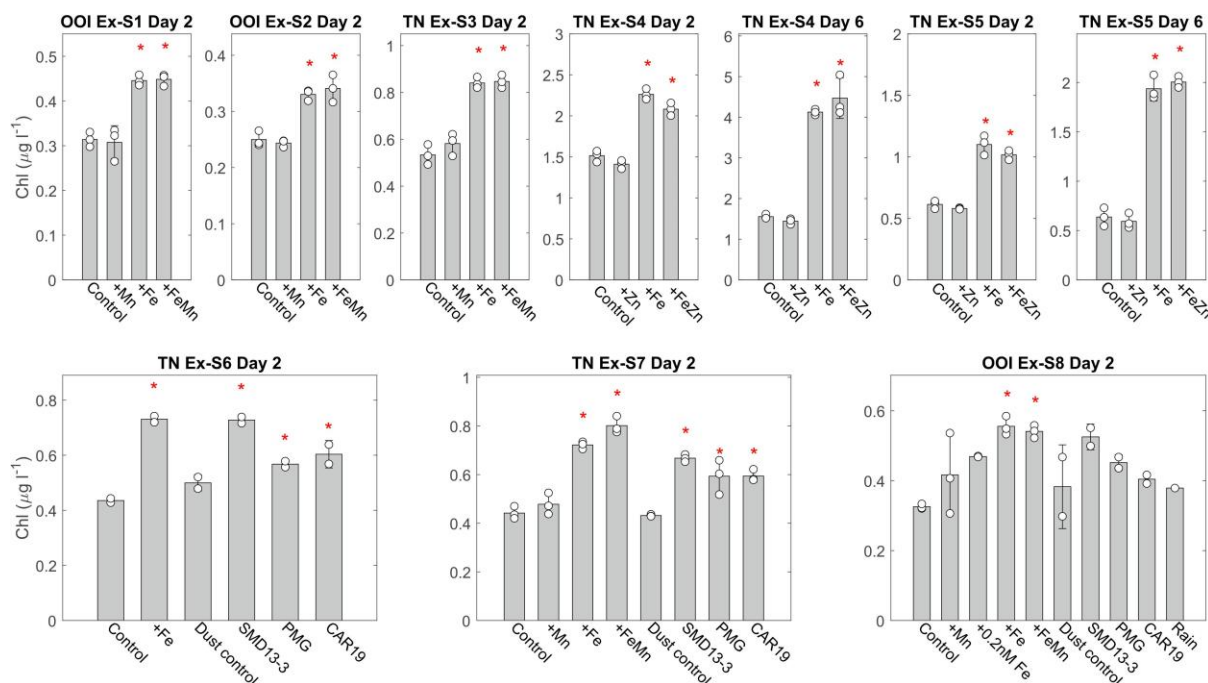 OOI Ex-S1 Day 2
OOI Ex-S2 Day 2
TN Ex-S3 Day 2
TN Ex-S4 Day 2
TN Ex-S4 Day 6
TN Ex-S5 Day 2
TN Ex-S5 Day 6
Chl (µg l⁻¹)
0.5
0.4
0.3
0.2
0.1
0
* *
Control
+Mn
+Fe
+FeMn
0.4
0.3
0.2
0.1
0
* *
Control
+Mn
+Fe
+FeMn
1
0.8
0.6
0.4
0.2
0
* *
Control
+Mn
+Fe
+FeMn
3
2.5
2
1.5
1
0.5
0
* *
Control
+Zn
+Fe
+FeZn
6
5
4
3
2
1
0
* *
Control
+Zn
+Fe
+FeZn
2
1.5
1
0.5
0
* *
Control
+Zn
+Fe
+FeZn
2
1.5
1
0.5
0
* *
Control
+Zn
+Fe
+FeZn
TN Ex-S6 Day 2
TN Ex-S7 Day 2
OOI Ex-S8 Day 2
Chl (µg l⁻¹)
0.8
0.6
0.4
0.2
0
* * * *
Control
+Fe
Dust control
SMD13-3
PMG
CAR19
1
0.8
0.6
0.4
0.2
0
* * * * *
Control
+Mn
+Fe
+FeMn
Dust control
SMD13-3
PMG
CAR19
0.6
0.4
0.2
0
* *
Control
+Mn
+0.2nM Fe
+Fe
+FeMn
Dust control
SMD13-3
PMG
CAR19
Rain